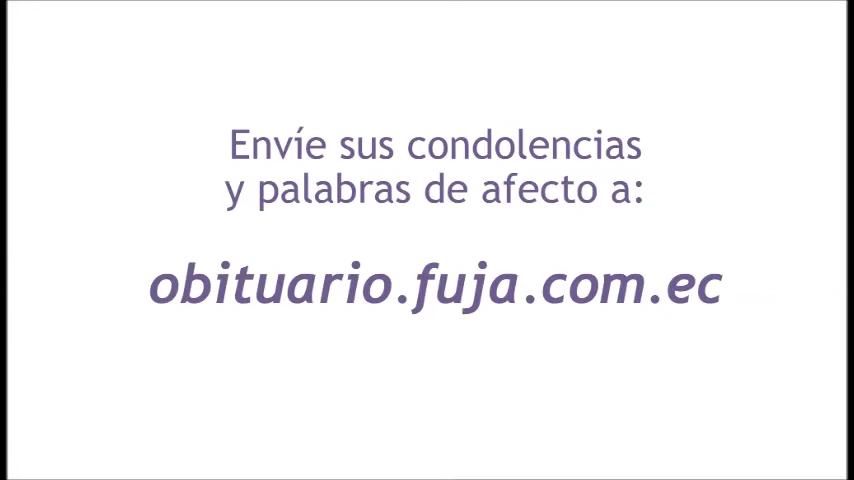 Envíe sus condolencias
y palabras de afecto a:
obituario.fuja.com.ec